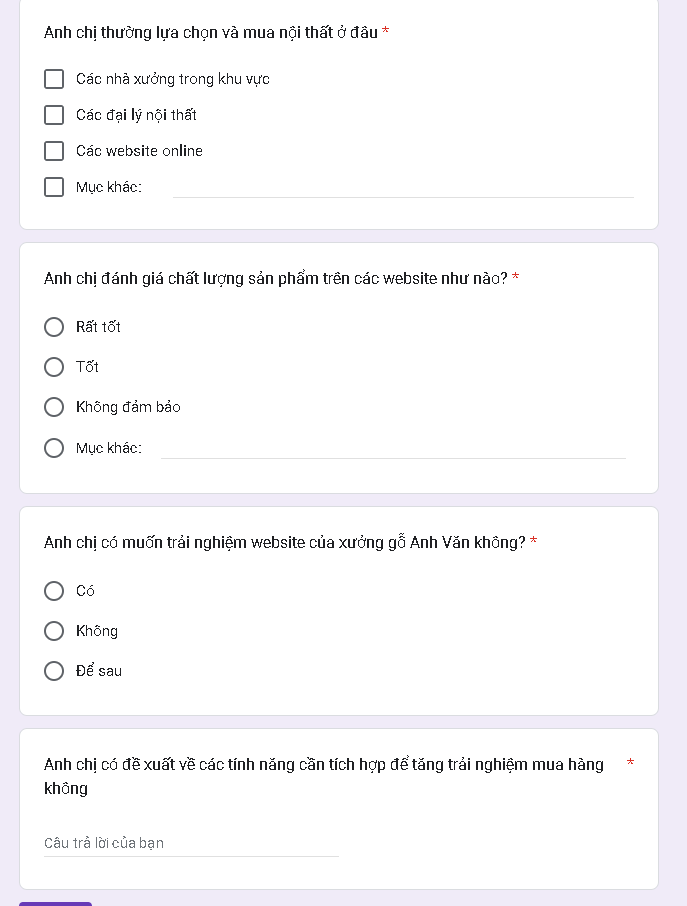 Anh chị thường lựa chọn và mua nội thất ở đâu *
Các nhà xưởng trong khu vực
Các đại lý nội thất
Các website online
Mục khác:
Anh chị đánh giá chất lượng sản phẩm trên các website như nào? *
Rất tốt
Tốt
Không đảm bảo
Mục khác:
Anh chị có muốn trải nghiệm website của xưởng gỗ Anh Văn không? *
Có
Không
Để sau
Anh chị có đề xuất về các tính năng cần tích hợp để tăng trải nghiệm mua hàng *
không
Câu trả lời của bạn